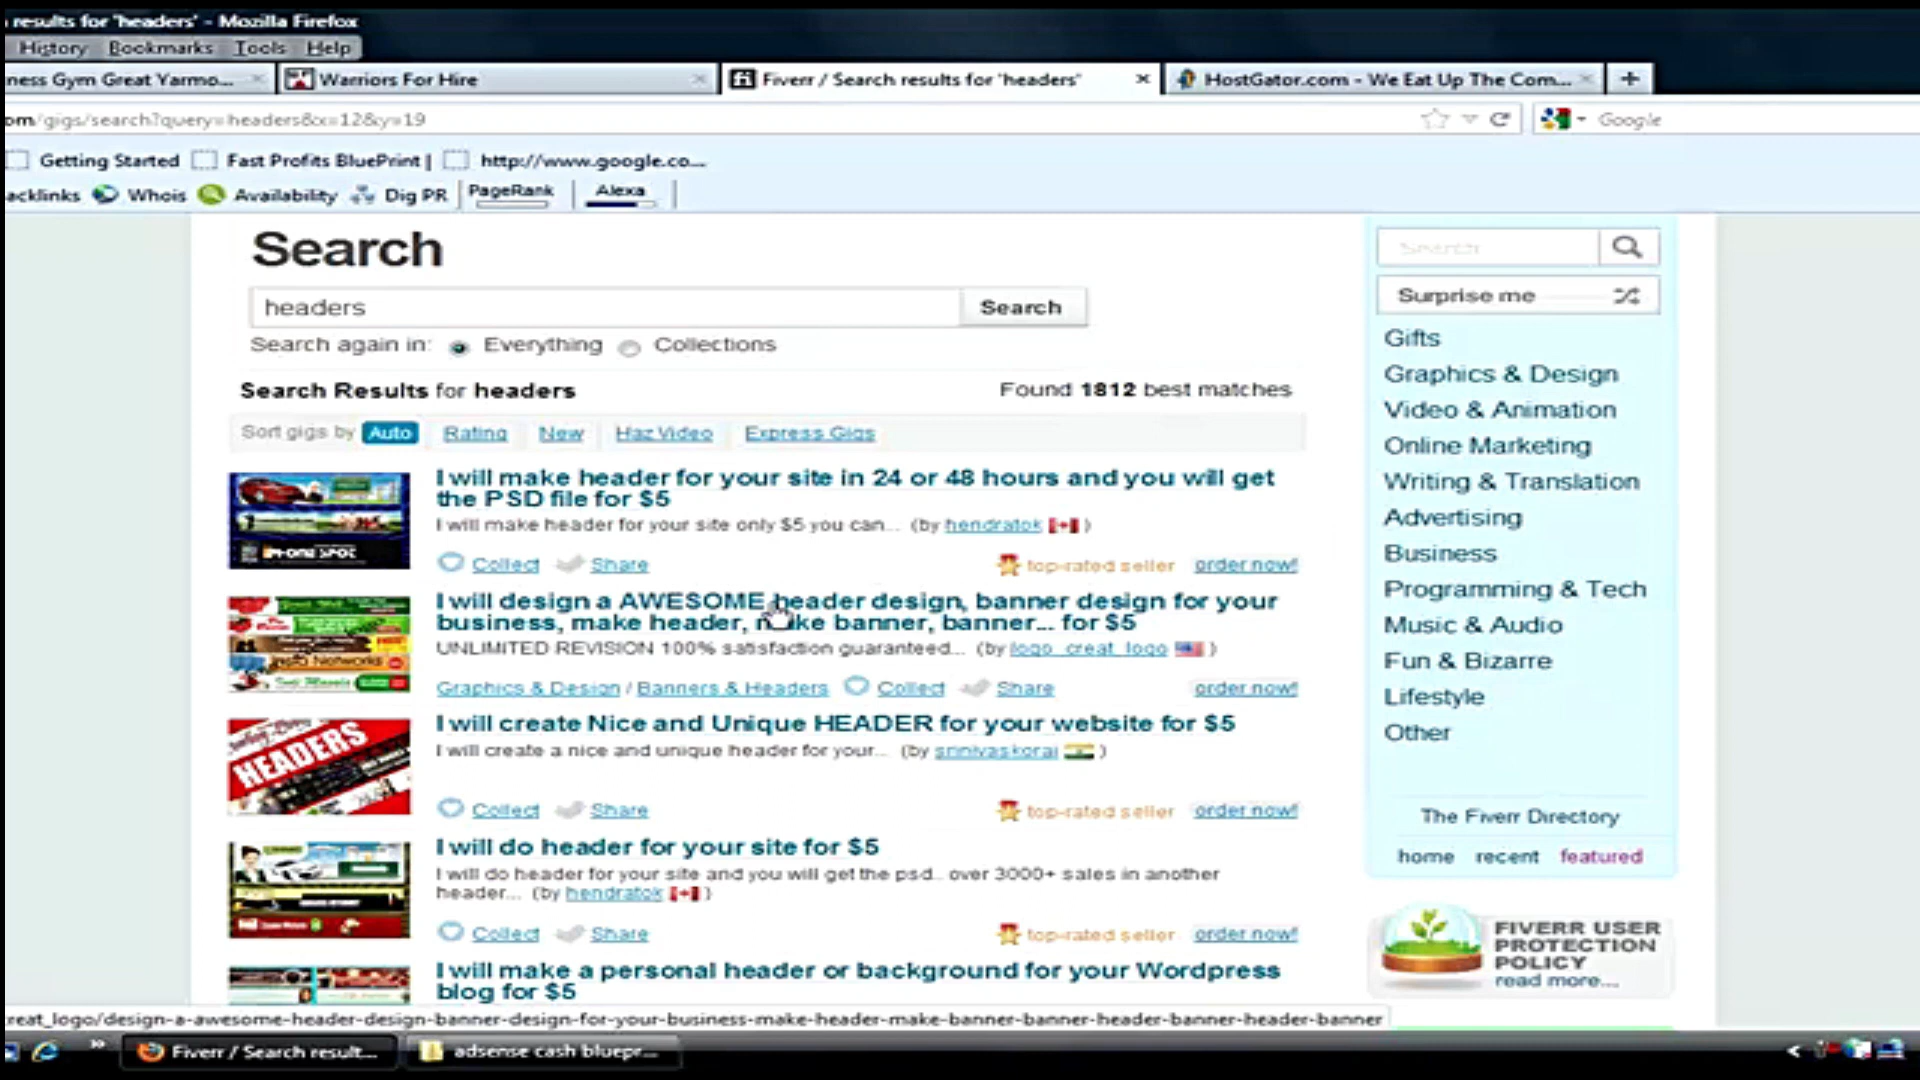 results for 'headers' - Mozilla Firefox
History Bookmarks Tools Help
ness Gym Great Yarmo... Warriors For Hire Fiverr / Search results for 'headers' HostGator.com - We Eat Up The Com...
om/gigs/search?query=headers&x=12&y=19 Google
Getting Started Fast Profits BluePrint | http://www.google.co...
acklinks Whois Availability Dig PR PageRank Alexa
Search
Search
headers Search
Surprise me
Search again in: Everything Collections
Gifts
Graphics & Design
Video & Animation
Online Marketing
Writing & Translation
Advertising
Business
Programming & Tech
Music & Audio
Fun & Bizarre
Lifestyle
Other
The Fiverr Directory
home recent featured
FIVERR USER
PROTECTION
POLICY
read more...
Search Results for headers Found 1812 best matches
Sort gigs by Auto Rating New Haz Video Express Gigs
I will make header for your site in 24 or 48 hours and you will get
the PSD file for $5
I will make header for your site only $5 you can... (by hendratok )
Collect Share top-rated seller order now!
I will design a AWESOME header design, banner design for your
business, make header, make banner, banner... for $5
UNLIMITED REVISION 100% satisfaction guaranteed... (by logo_creat_logo )
Graphics & Design / Banners & Headers Collect Share order now!
HEADERS
I will create Nice and Unique HEADER for your website for $5
I will create a nice and unique header for your... (by srinivaskorai )
Collect Share top-rated seller order now!
I will do header for your site for $5
I will do header for your site and you will get the psd.. over 3000+ sales in another
header... (by hendratok )
Collect Share top-rated seller order now!
I will make a personal header or background for your Wordpress
blog for $5
reat_logo/design-a-awesome-header-design-banner-design-for-your-business-make-header-make-banner-banner-header-banner-header-banner
Fiverr / Search result... adsense cash bluepr...